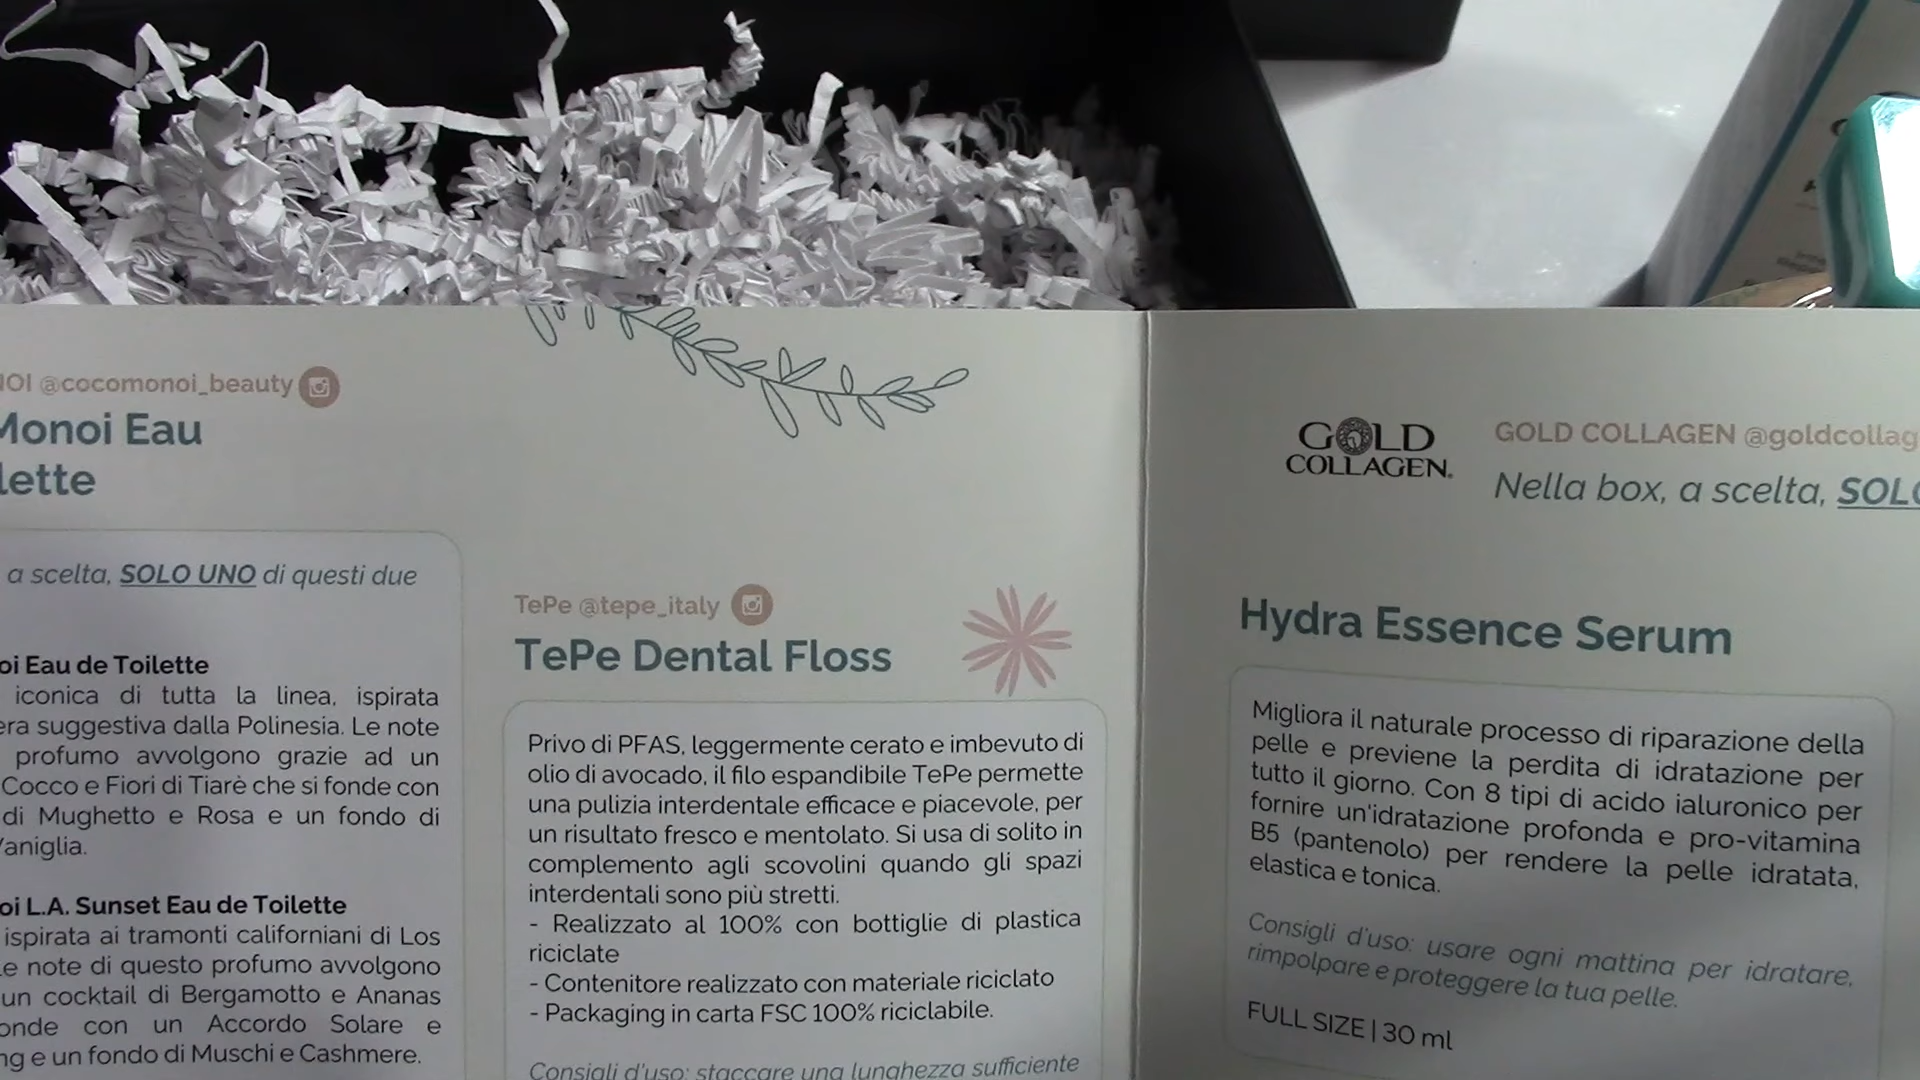 @cocomonoi_beauty
Monoi Eau
a scelta, SOLO UNO di questi due
Eau de Toilette
iconica di tutta la linea, ispirata
suggestiva dalla Polinesia. Le note
profumo avvolgono grazie ad un
Cocco e Fiori di Tiarè che si fonde con
di Mughetto e Rosa e un fondo di
L.A. Sunset Eau de Toilette
ispirata ai tramonti californiani di Los
note di questo profumo avvolgono
un cocktail di Bergamotto e Ananas
con un Accordo Solare e
e un fondo di Muschi e Cashmere.
TePe @tepe_italy
TePe Dental Floss
Privo di PFAS, leggermente cerato e imbevuto di
olio di avocado, il filo espandibile TePe permette
una pulizia interdentale efficace e piacevole, per
un risultato fresco e mentolato. Si usa di solito in
complemento agli scovolini quando gli spazi
interdentali sono più stretti.
- Realizzato al 100% con bottiglie di plastica
riciclate
- Contenitore realizzato con materiale riciclato
- Packaging in carta FSC 100% riciclabile.
Consigli d'uso: staccare una lunghezza sufficiente
GOLD
COLLAGEN®
GOLD COLLAGEN @goldcollag
Nella box, a scelta, SOLO
Hydra Essence Serum
Migliora il naturale processo di riparazione della
pelle e previene la perdita di idratazione per
tutto il giorno. Con 8 tipi di acido ialuronico per
fornire un'idratazione profonda e pro-vitamina
B5 (pantenolo) per rendere la pelle idratata,
elastica e tonica.
Consigli d'uso: usare ogni mattina per idratare,
rimpolpare e proteggere la tua pelle.
FULL SIZE | 30 ml